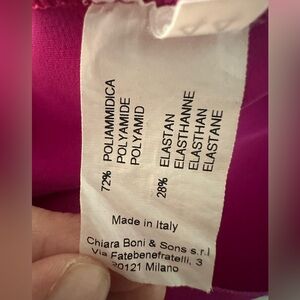 72% POLIAMMIDICA
POLYAMIDE
POLYAMID
28% ELASTAN
ELASTHANNE
ELASTHAN
ELASTANE
Made in Italy
Chiara Boni & Sons s.r.l
Via Fatebenefratelli, 3
20121 Milano